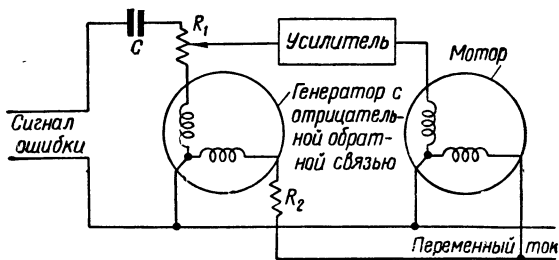 C
R₁
Усилитель
Мотор
Генератор с
отрицатель-
ной обрат-
ной связью
Сигнал
ошибки
R₂
Переменный ток